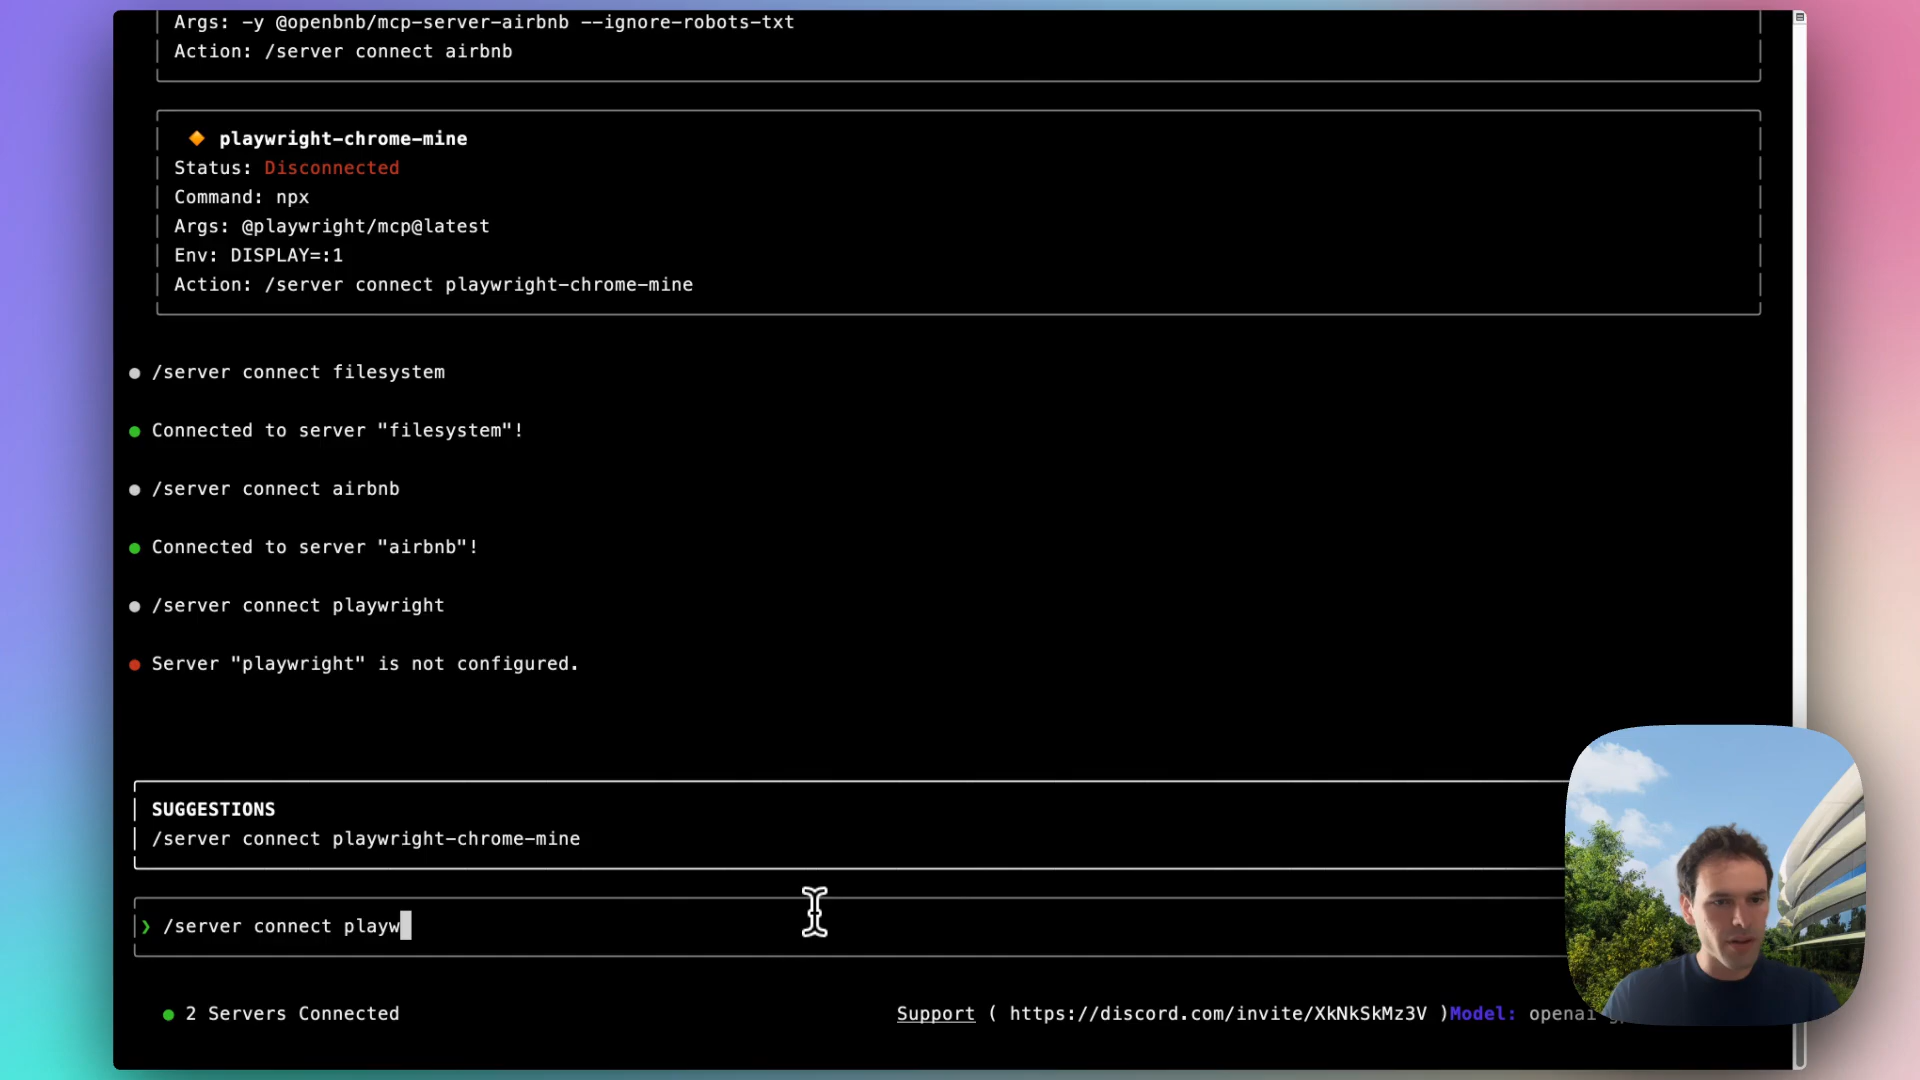 Args: -y @openbnb/mcp-server-airbnb --ignore-robots-txt
Action: /server connect airbnb
playwright-chrome-mine
Status: Disconnected
Command: npx
Args: @playwright/mcp@latest
Env: DISPLAY=:1
Action: /server connect playwright-chrome-mine
/server connect filesystem
Connected to server "filesystem"!
/server connect airbnb
Connected to server "airbnb"!
/server connect playwright
Server "playwright" is not configured.
SUGGESTIONS
/server connect playwright-chrome-mine
❯ /server connect playw
2 Servers Connected
Support ( https://discord.com/invite/XkNkSkMz3V )Model: openai